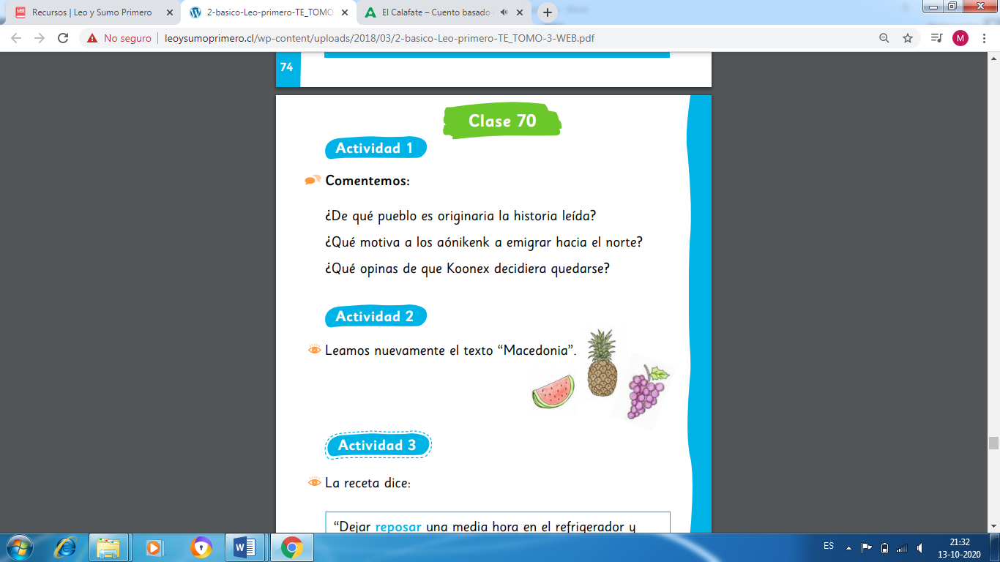 Recursos | Leo y Sumo Primero
2-basico-Leo-primero-TE_TOMO
El Calafate – Cuento basado
No seguro
leoysumoprimero.cl/wp-content/uploads/2018/03/2-basico-Leo-primero-TE_TOMO-3-WEB.pdf
M
74
Clase 70
Actividad 1
Comentemos:
¿De qué pueblo es originaria la historia leída?
¿Qué motiva a los aónikenk a emigrar hacia el norte?
¿Qué opinas de que Koonex decidiera quedarse?
Actividad 2
Leamos nuevamente el texto “Macedonia”.
Actividad 3
La receta dice:
“Dejar reposar una media hora en el refrigerador y
ES
21:32
13-10-2020